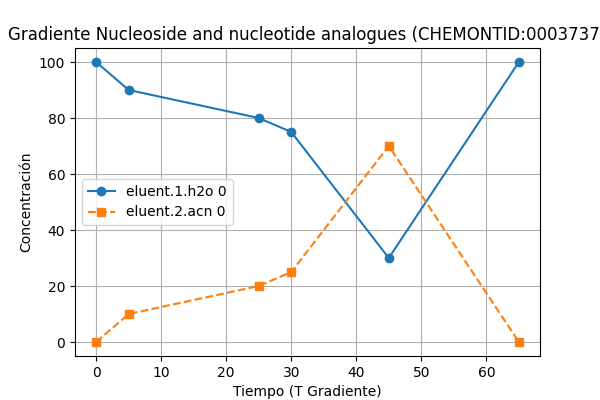 Gradiente Nucleoside and nucleotide analogues (CHEMONTID:0003737
100
80
60
40
20
0
Concentración
eluent.1.h2o 0
eluent.2.acn 0
0 10 20 30 40 50 60
Tiempo (T Gradiente)